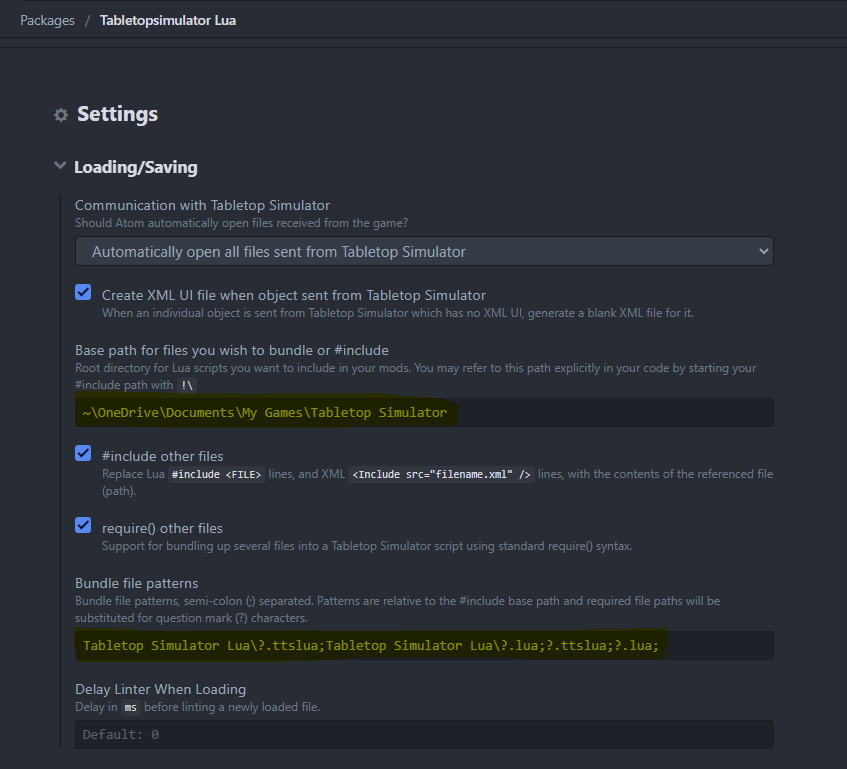 Packages / Tabletopsimulator Lua
Settings
Loading/Saving
Communication with Tabletop Simulator
Should Atom automatically open files received from the game?
Automatically open all files sent from Tabletop Simulator
Create XML UI file when object sent from Tabletop Simulator
When an individual object is sent from Tabletop Simulator which has no XML UI, generate a blank XML file for it.
Base path for files you wish to bundle or #include
Root directory for Lua scripts you want to include in your mods. You may refer to this path explicitly in your code by starting your
#include path with !\
~\OneDrive\Documents\My Games\Tabletop Simulator
#include other files
Replace Lua #include <FILE> lines, and XML <Include src="filename.xml" /> lines, with the contents of the referenced file
(path).
require() other files
Support for bundling up several files into a Tabletop Simulator script using standard require() syntax.
Bundle file patterns
Bundle file patterns, semi-colon (;) separated. Patterns are relative to the #include base path and required file paths will be
substituted for question mark (?) characters.
Tabletop Simulator Lua\?.ttslua;Tabletop Simulator Lua\?.lua;?.ttslua;?.lua;
Delay Linter When Loading
Delay in ms before linting a newly loaded file.
Default: 0